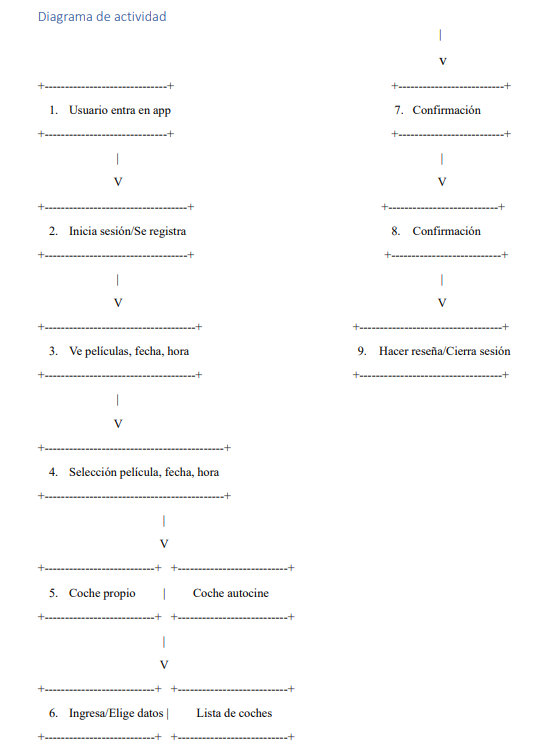 Diagrama de actividad
+------------------------------+
1. Usuario entra en app
+------------------------------+
|
V
+-----------------------------------+
2. Inicia sesión/Se registra
+-----------------------------------+
|
V
+-------------------------------------+
3. Ve películas, fecha, hora
+-------------------------------------+
|
V
+--------------------------------------------+
4. Selección película, fecha, hora
+--------------------------------------------+
|
V
+---------------------------+ +---------------------------+
5. Coche propio | Coche autocine
+---------------------------+ +---------------------------+
|
V
+---------------------------+ +---------------------------+
6. Ingresa/Elige datos | Lista de coches
+---------------------------+ +---------------------------+
|
V
+--------------------------+
7. Confirmación
+--------------------------+
|
V
+---------------------------+
8. Confirmación
+---------------------------+
|
V
+-----------------------------------+
9. Hacer reseña/Cierra sesión
+-----------------------------------+